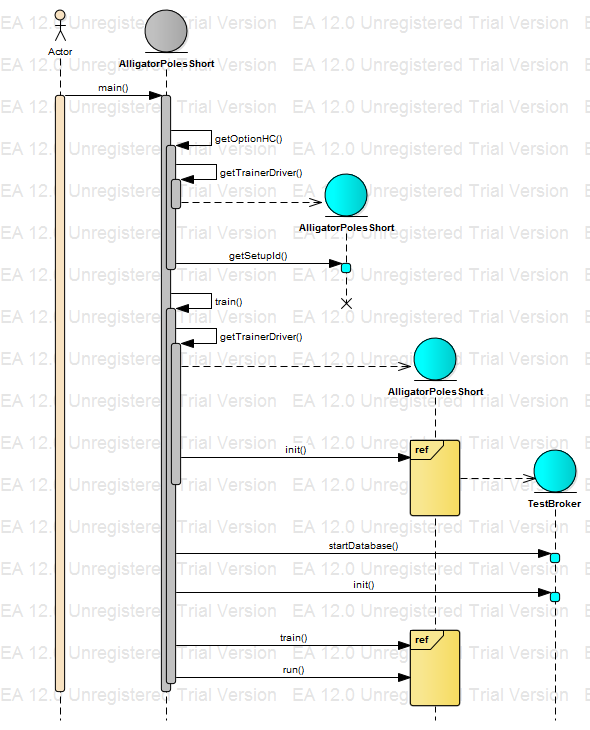 Actor
AlligatorPolesShort
main()
getOptionHC()
getTrainerDriver()
AlligatorPolesShort
getSetupId()
train()
getTrainerDriver()
AlligatorPolesShort
init()
ref
TestBroker
startDatabase()
init()
train()
ref
run()
EA 12.0 Unregistered Trial Version